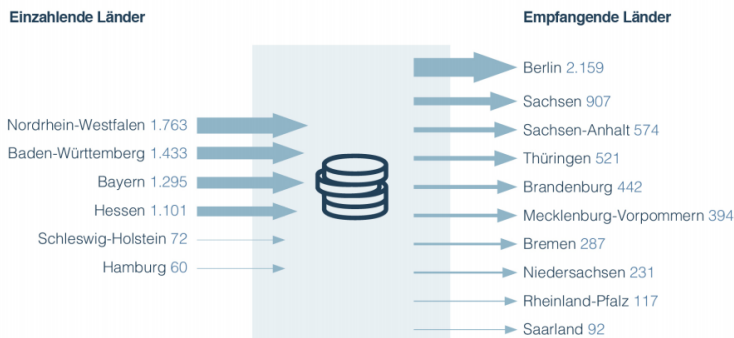 Einzahlende Länder
Nordrhein-Westfalen 1.763
Baden-Württemberg 1.433
Bayern 1.295
Hessen 1.101
Schleswig-Holstein 72
Hamburg 60
Empfangende Länder
Berlin 2.159
Sachsen 907
Sachsen-Anhalt 574
Thüringen 521
Brandenburg 442
Mecklenburg-Vorpommern 394
Bremen 287
Niedersachsen 231
Rheinland-Pfalz 117
Saarland 92